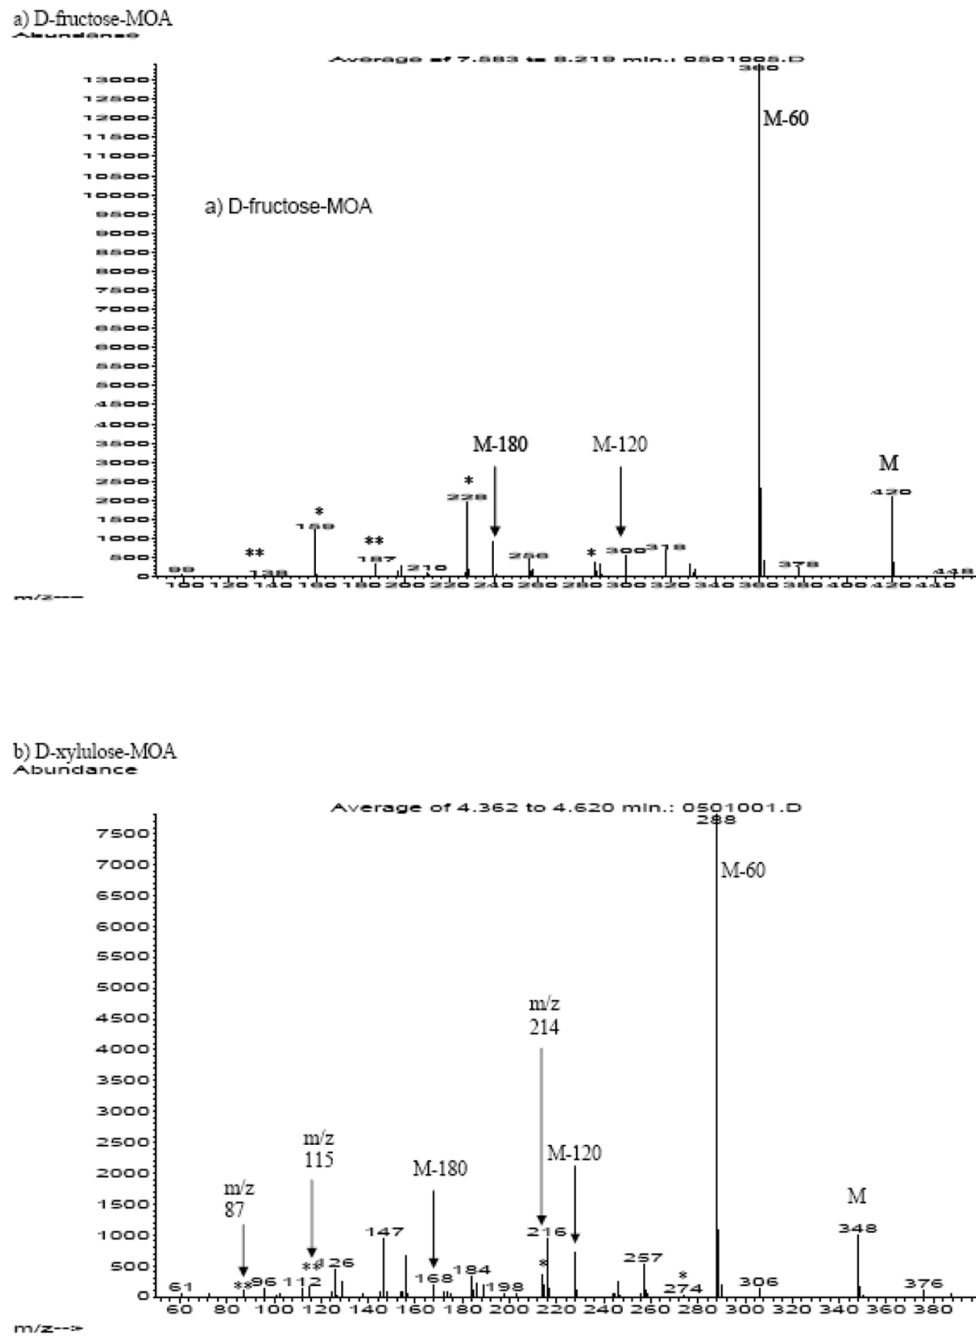 a) D-fructose-MOA
Abundance
Average of 7.583 to 8.219 min.: 0501005.D
360
13000
M-60
12500
12000
11500
11000
10500
10000
a) D-fructose-MOA
9500
9000
8500
8000
7500
7000
6500
6000
5500
5000
4500
4000
3500
M-180 M-120
3000
M
2500
* 228 420
2000
* 159
1500
** ** *
1000
187 300 318
500
99 138 210 256 378 448
0
100 120 140 160 180 200 220 240 260 280 300 320 340 360 380 400 420 440
m/z--->
b) D-xylulose-MOA
Abundance
Average of 4.362 to 4.620 min.: 0501001.D
288
7500
7000
M-60
6500
6000
5500
5000
m/z
214
4500
4000
3500
3000
2500
m/z
115
M-120
2000
M-180
m/z
87
M
1500
147 216 348
1000
** 126 * 257
500
61 ** 96 112 168 184 198 * 274 306 376
0
60 80 100 120 140 160 180 200 220 240 260 280 300 320 340 360 380
m/z-->